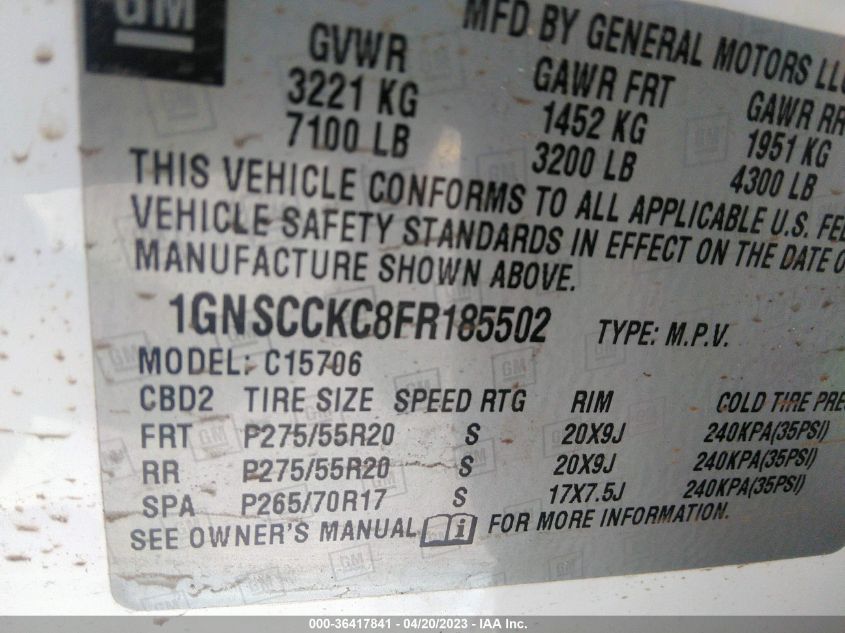 GM
MFD BY GENERAL MOTORS LLC
GVWR GAWR FRT GAWR RR
3221 KG 1452 KG 1951 KG
7100 LB 3200 LB 4300 LB
THIS VEHICLE CONFORMS TO ALL APPLICABLE U.S. FE
VEHICLE SAFETY STANDARDS IN EFFECT ON THE DATE O
MANUFACTURE SHOWN ABOVE.
1GNSCCKC8FR185502 TYPE: M.P.V.
MODEL: C15706
CBD2 TIRE SIZE SPEED RTG RIM COLD TIRE PRE
FRT P275/55R20 S 20X9J 240KPA(35PSI)
RR P275/55R20 S 20X9J 240KPA(35PSI)
SPA P265/70R17 S 17X7.5J 240KPA(35PSI)
SEE OWNER'S MANUAL i FOR MORE INFORMATION.
000-36417841 - 04/20/2023 - IAA Inc.